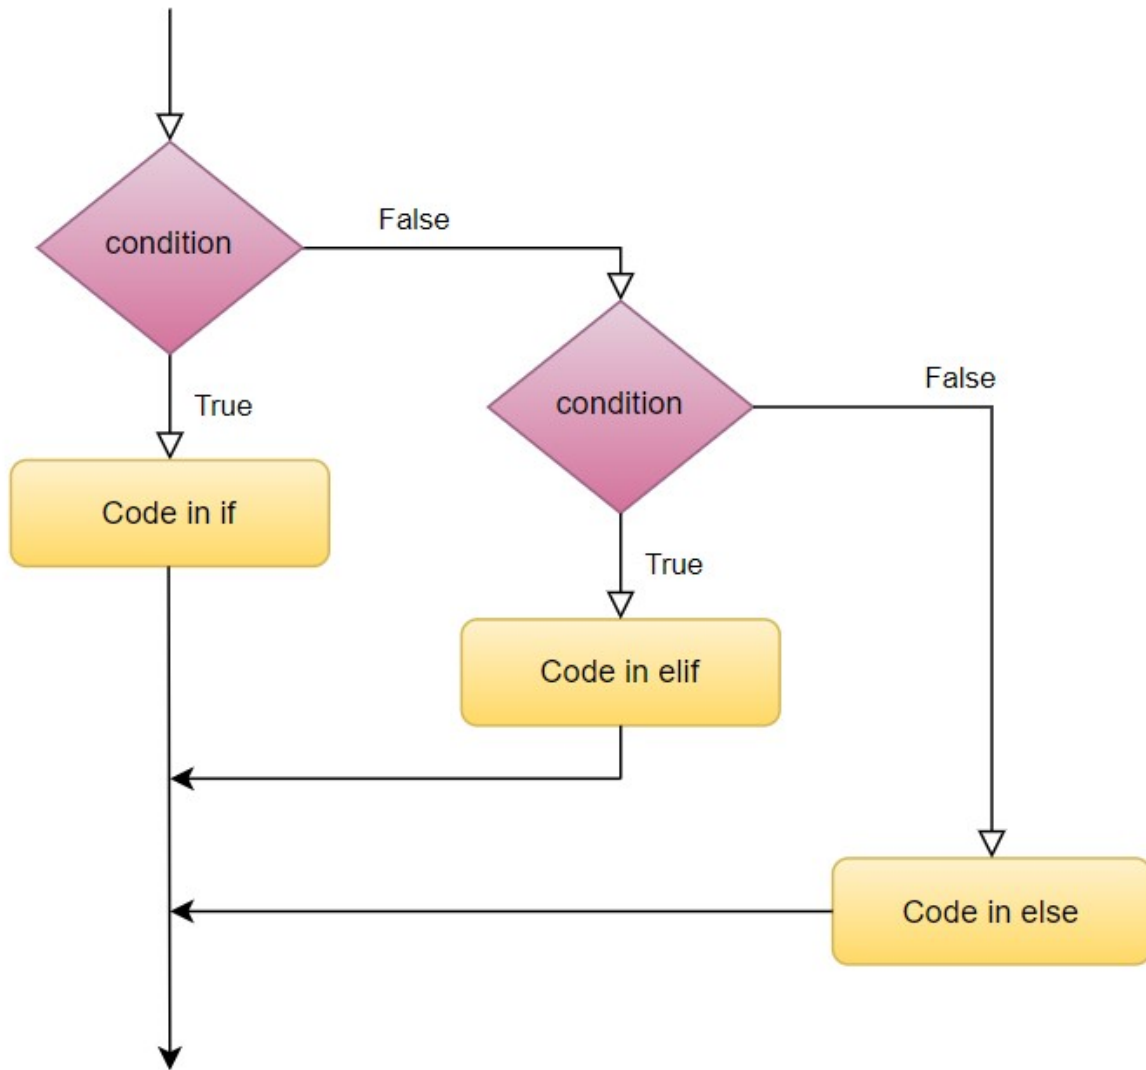 False
condition
False
condition
True
Code in if
True
Code in elif
Code in else